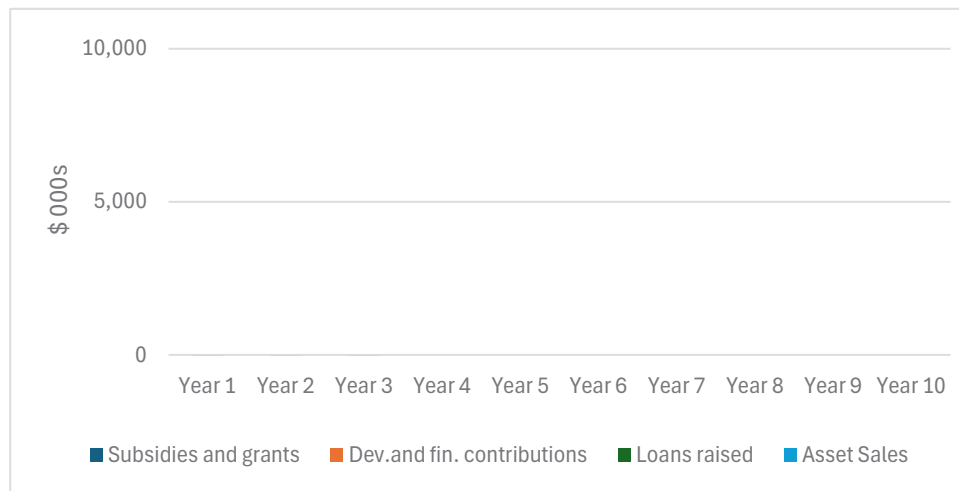 10,000
$ 000s
5,000
0
Year 1 Year 2 Year 3 Year 4 Year 5 Year 6 Year 7 Year 8 Year 9 Year 10
Subsidies and grants Dev.and fin. contributions Loans raised Asset Sales